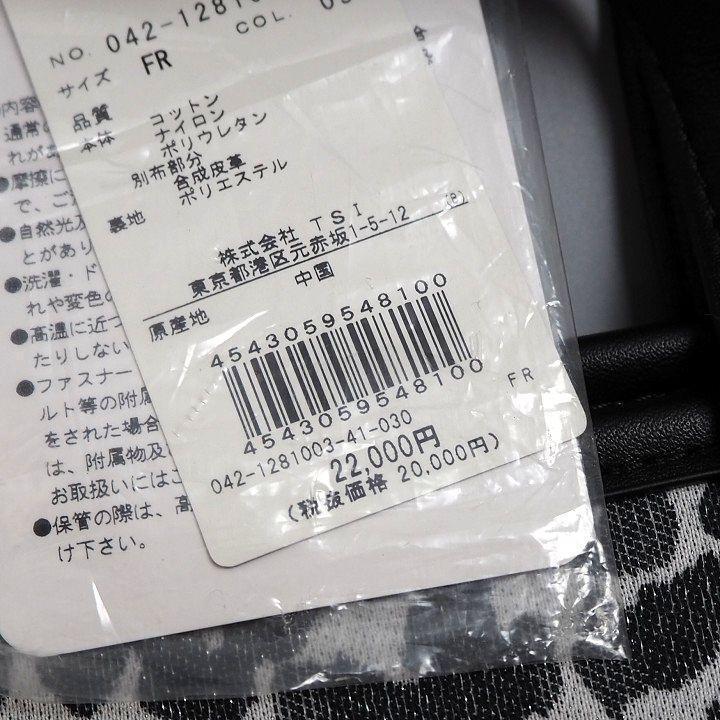 NO. 042-1281
COL.
サイズ FR
品質
本体 コットン
ナイロン
ポリウレタン
別布部分
合成皮革
ポリエステル
裏地
株式会社 TSI
東京都港区元赤坂1-5-12 (B)
原産地 中国
4543059548100
4543059548100
FR
042-1281003-41-030
22,000円
(税抜価格 20,000円)
内容
通常の
れがあ
●摩擦に
で、ご
●自然光及
とがあり
●洗濯・ド
れや変色の
●高温に近づ
たりしない
●ファスナー
ルト等の附属
をされた場合
は、附属物及
お取扱いにはご
●保管の際は、高
け下さい。